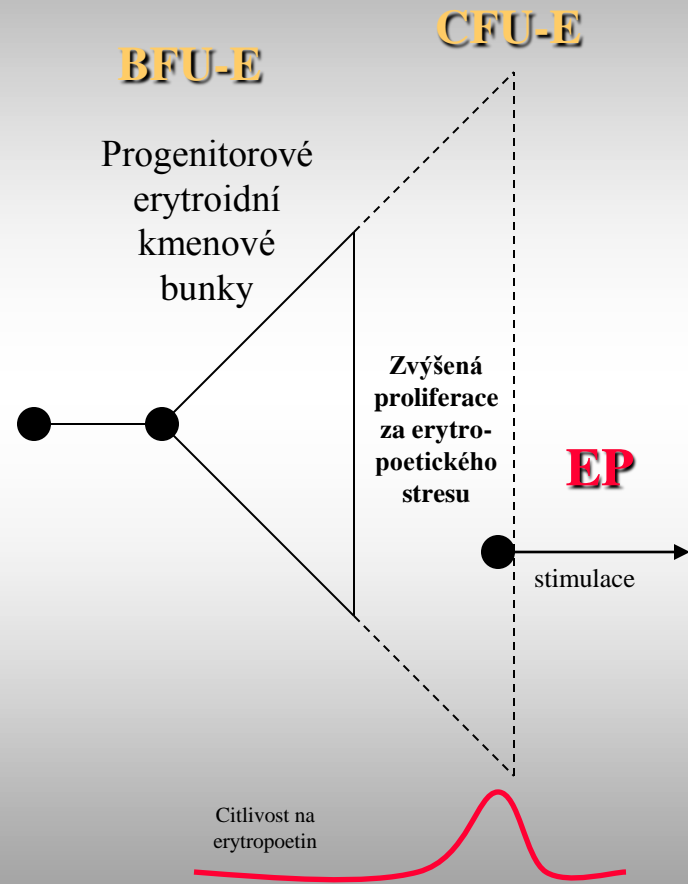 CFU-E
BFU-E
Progenitorové
erytroidní
kmenové
bunky
Zvýšená
proliferace
za erytro-
poetického
stresu
EP
stimulace
Citlivost na
erytropoetin